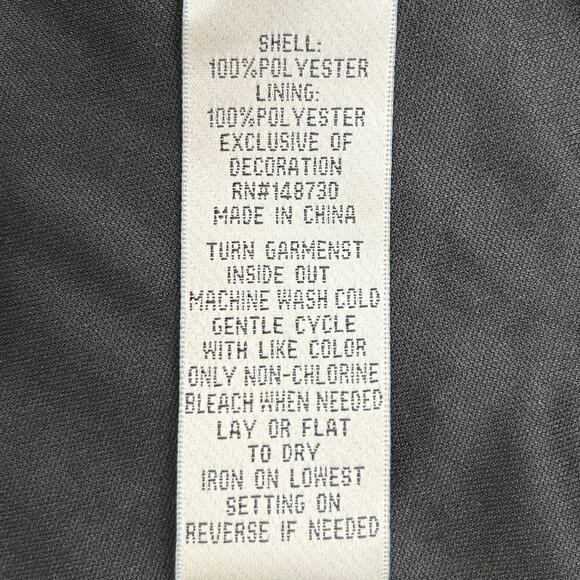 SHELL:
100%POLYESTER
LINING:
100%POLYESTER
EXCLUSIVE OF
DECORATION
RN#148730
MADE IN CHINA
TURN GARMENST
INSIDE OUT
MACHINE WASH COLD
GENTLE CYCLE
WITH LIKE COLOR
ONLY NON-CHLORINE
BLEACH WHEN NEEDED
LAY OR FLAT
TO DRY
IRON ON LOWEST
SETTING ON
REVERSE IF NEEDED